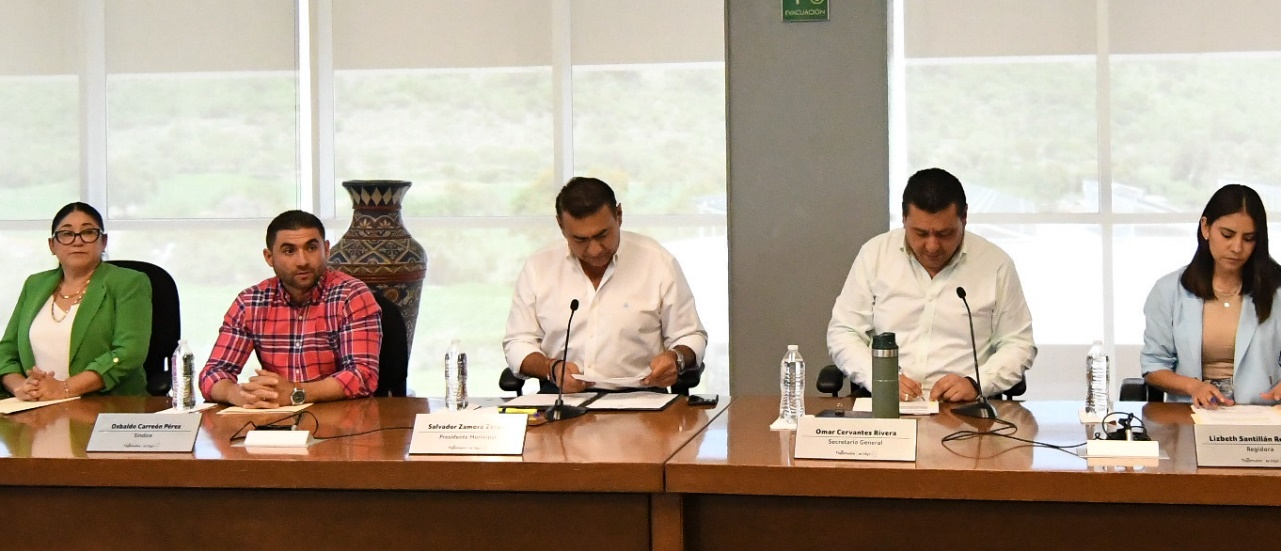 EVACUACIÓN
Osbaldo Carreón Pérez
Síndico
Salvador Zamora
Presidente Municipal
Omar Cervantes Rivera
Secretario General
Lizbeth Santillán
Regidora